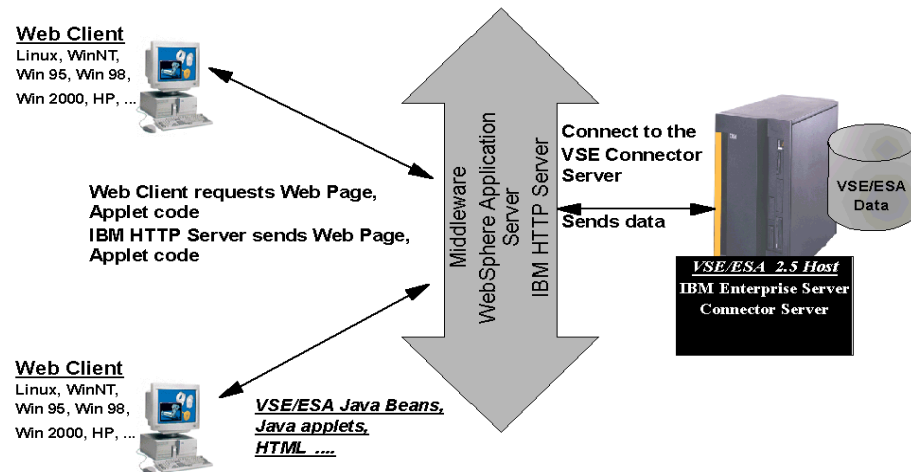 Web Client
Linux, WinNT,
Win 95, Win 98,
Win 2000, HP, ...
Web Client requests Web Page,
Applet code
IBM HTTP Server sends Web Page,
Applet code
Web Client
Linux, WinNT,
Win 95, Win 98,
Win 2000, HP, ...
VSE/ESA Java Beans,
Java applets,
HTML ....
Middleware
WebSphere Application
Server
IBM HTTP Server
Connect to the
VSE Connector
Server
Sends data
IBM
VSE/ESA
Data
VSE/ESA 2.5 Host
IBM Enterprise Server
Connector Server